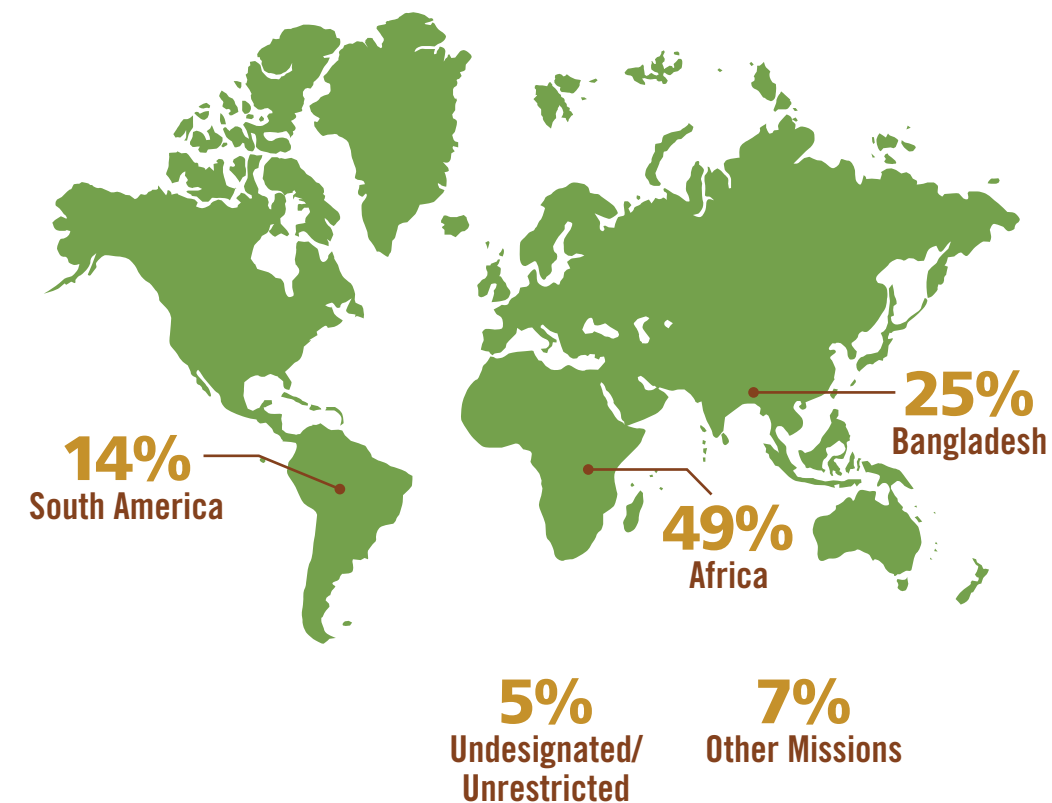 25%
Bangladesh
14%
South America
49%
Africa
5%
Undesignated/
Unrestricted
7%
Other Missions